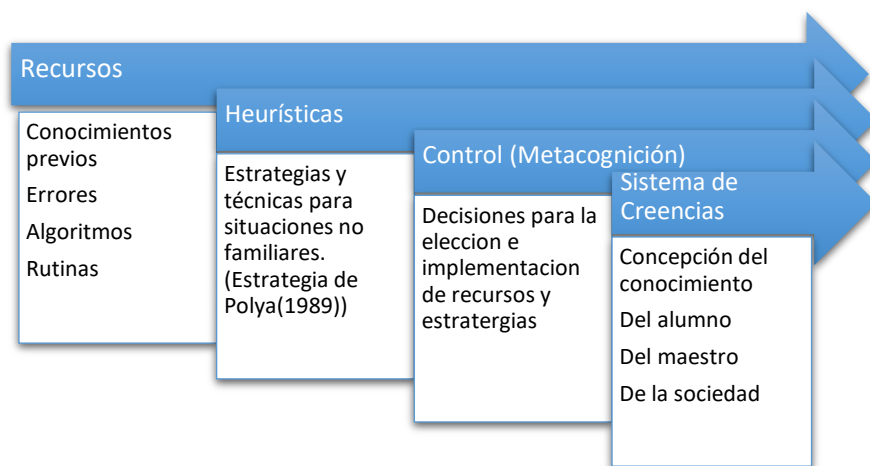 Recursos
Conocimientos
previos
Errores
Algoritmos
Rutinas
Heurísticas
Estrategias y
técnicas para
situaciones no
familiares.
(Estrategia de
Polya(1989))
Control (Metacognición)
Decisiones para la
eleccion e
implementacion
de recursos y
estratergias
Sistema de
Creencias
Concepción del
conocimiento
Del alumno
Del maestro
De la sociedad